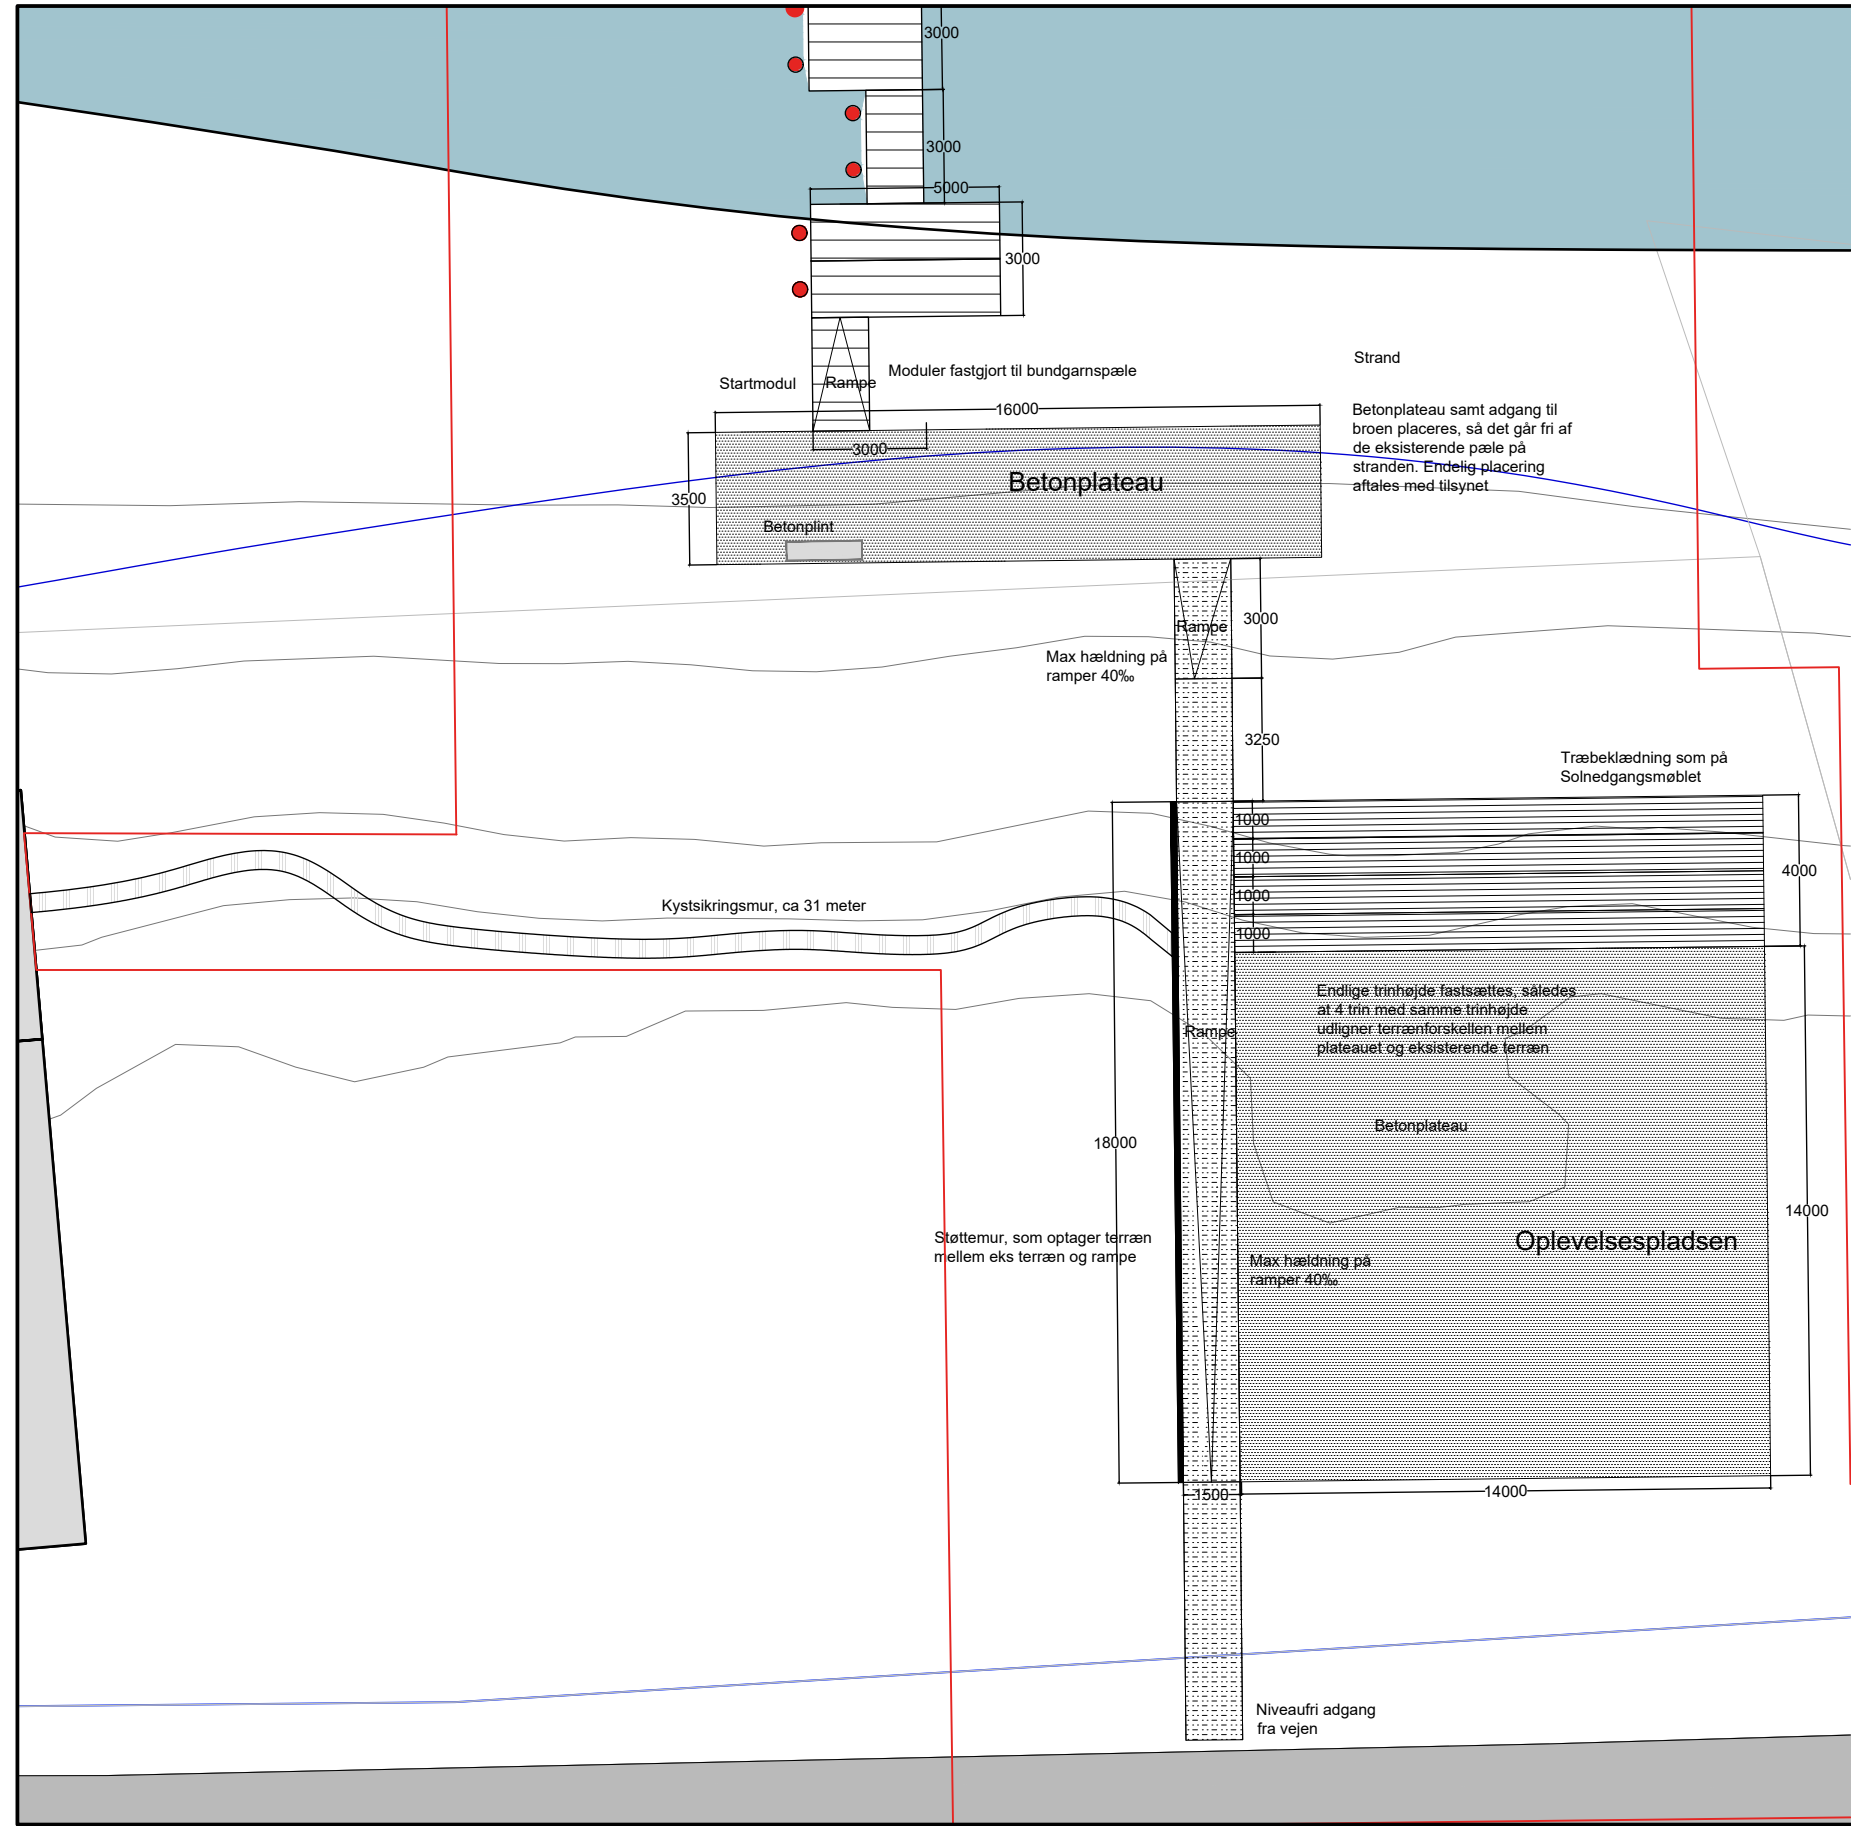 3000
3000
5000
3000
Strand
Moduler fastgjort til bundgarnspæle
Startmodul
Rampe
16000
Betonplateau samt adgang til
broen placeres, så det går fri af
de eksisterende pæle på
stranden. Endelig placering
aftales med tilsynet
3000
Betonplateau
3500
Betonplint
3000
Rampe
Max hældning på
ramper 40‰
3250
Træbeklædning som på
Solnedgangsmøblet
1000
1000
1000
1000
4000
Kystsikringsmur, ca 31 meter
Endlige trinhøjde fastsættes, således
at 4 trin med samme trinhøjde
udligner terrænforskellen mellem
plateauet og eksisterende terræn
Rampe
Betonplateau
18000
14000
Støttemur, som optager terræn
mellem eks terræn og rampe
Oplevelsespladsen
Max hældning på
ramper 40‰
1500
14000
Niveaufri adgang
fra vejen